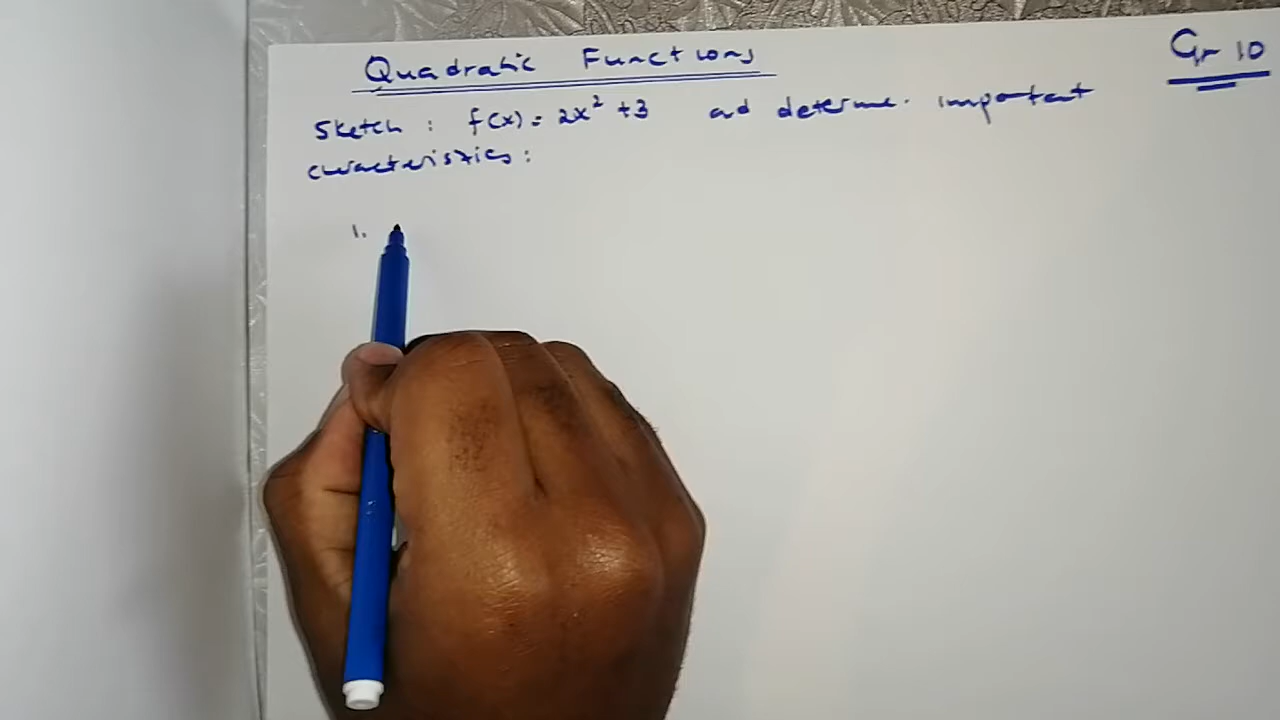 Quadratic Functions
Gr 10
Sketch : f(x) = 2x² + 3 and determine important
characteristics:
1.